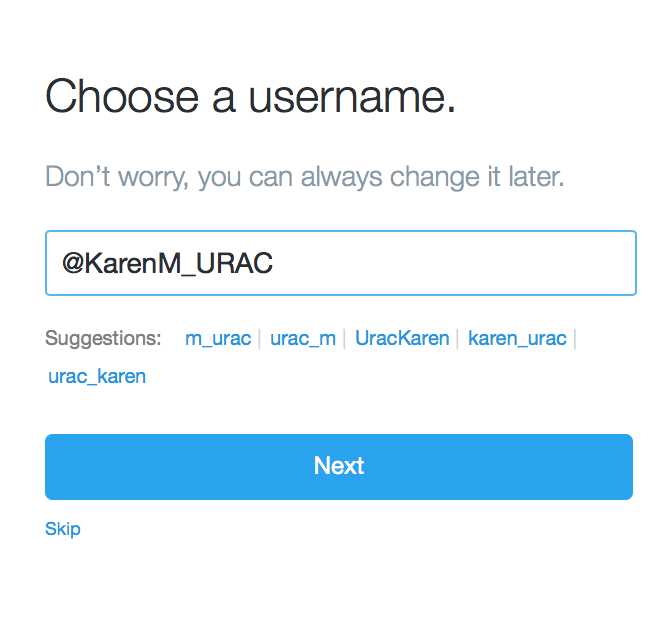 Choose a username.
Don't worry, you can always change it later.
@KarenM_URAC
Suggestions: m_urac | urac_m | UracKaren | karen_urac |
urac_karen
Next
Skip